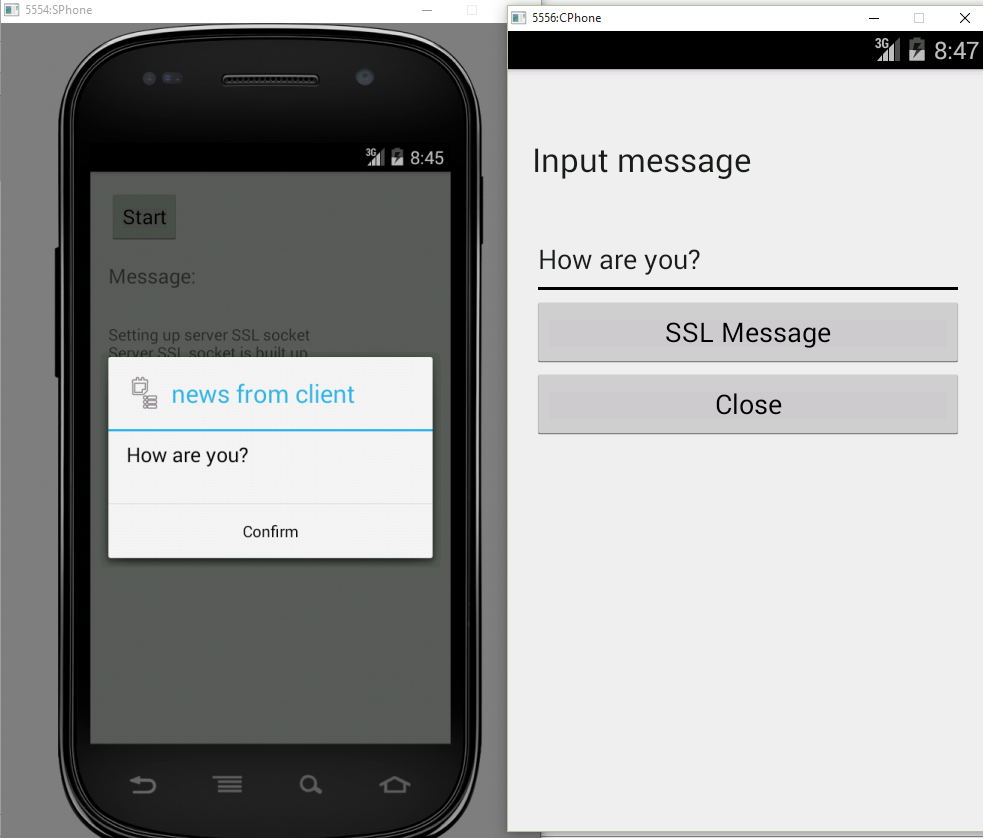 5554:SPhone
3G 8:45
Start
Message:
Setting up server SSL socket
Server SSL socket is built up
news from client
How are you?
Confirm
5556:CPhone
3G 8:47
Input message
How are you?
SSL Message
Close